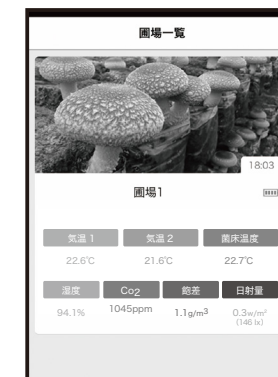 圃場一覧
18:03
圃場1
気温 1 気温 2 菌床温度
22.6℃ 21.6℃ 22.7℃
湿度 Co2 飽差 日射量
94.1% 1045ppm 1.1g/m³ 0.3w/m²
(146 lx)